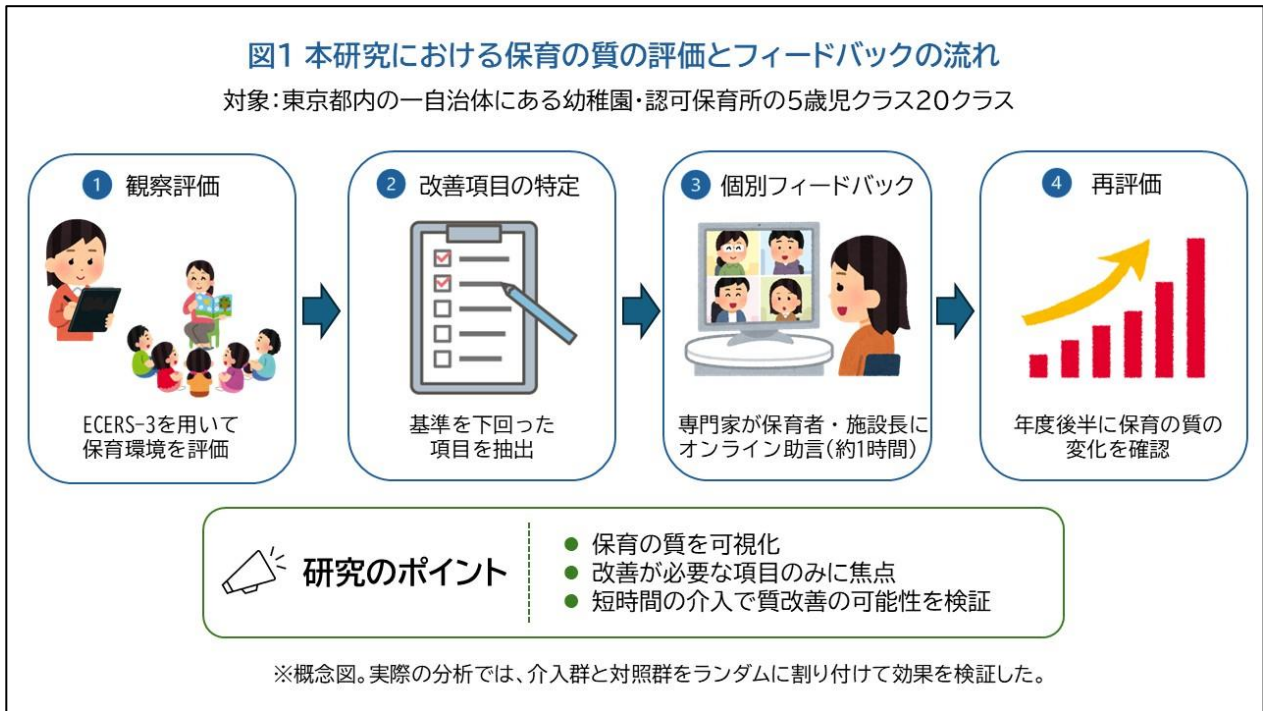 図1 本研究における保育の質の評価とフィードバックの流れ
対象：東京都内の一自治体にある幼稚園・認可保育所の5歳児クラス20クラス
1 観察評価
ECERS-3を用いて
保育環境を評価
2 改善項目の特定
基準を下回った
項目を抽出
3 個別フィードバック
専門家が保育者・施設長に
オンライン助言(約1時間)
4 再評価
年度後半に保育の質の
変化を確認
研究のポイント
● 保育の質を可視化
● 改善が必要な項目のみに焦点
● 短時間の介入で質改善の可能性を検証
※概念図。実際の分析では、介入群と対照群をランダムに割り付けて効果を検証した。